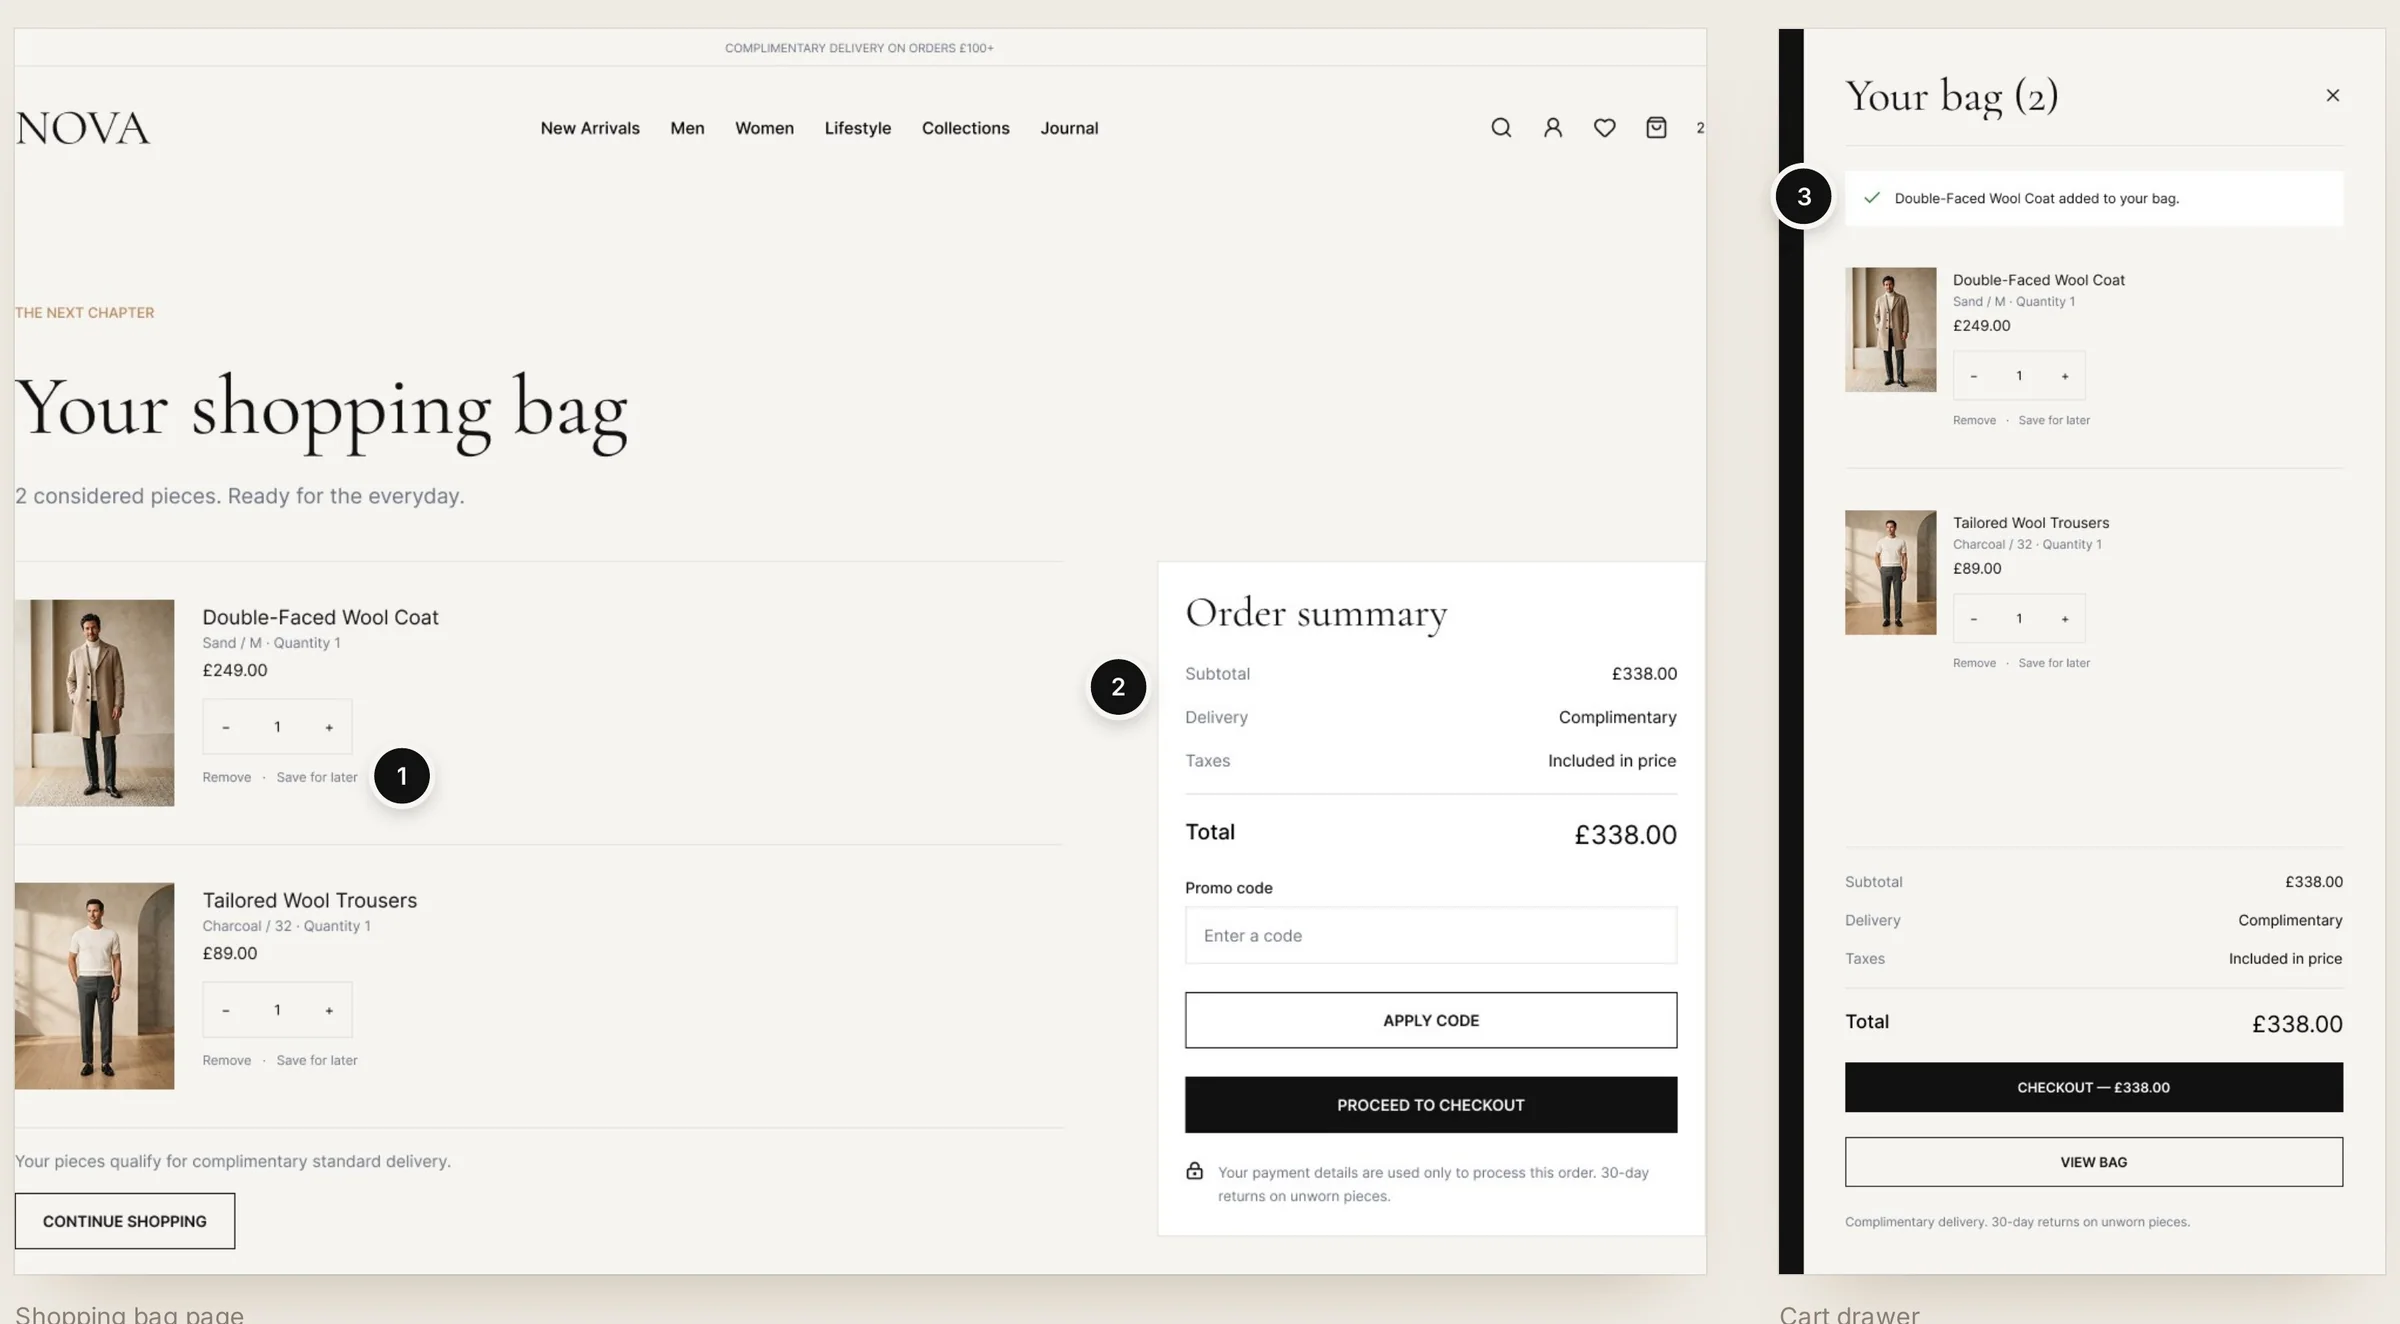 COMPLIMENTARY DELIVERY ON ORDERS £100+
NOVA
New Arrivals
Men
Women
Lifestyle
Collections
Journal
2
THE NEXT CHAPTER
Your shopping bag
2 considered pieces. Ready for the everyday.
Double-Faced Wool Coat
Sand / M · Quantity 1
£249.00
- 1 +
Remove · Save for later
1
Tailored Wool Trousers
Charcoal / 32 · Quantity 1
£89.00
- 1 +
Remove · Save for later
Your pieces qualify for complimentary standard delivery.
CONTINUE SHOPPING
2
Order summary
Subtotal £338.00
Delivery Complimentary
Taxes Included in price
Total £338.00
Promo code
Enter a code
APPLY CODE
PROCEED TO CHECKOUT
Your payment details are used only to process this order. 30-day
returns on unworn pieces.
Shopping bag page
Your bag (2)
3
Double-Faced Wool Coat added to your bag.
Double-Faced Wool Coat
Sand / M · Quantity 1
£249.00
- 1 +
Remove · Save for later
Tailored Wool Trousers
Charcoal / 32 · Quantity 1
£89.00
- 1 +
Remove · Save for later
Subtotal £338.00
Delivery Complimentary
Taxes Included in price
Total £338.00
CHECKOUT — £338.00
VIEW BAG
Complimentary delivery. 30-day returns on unworn pieces.
Cart drawer